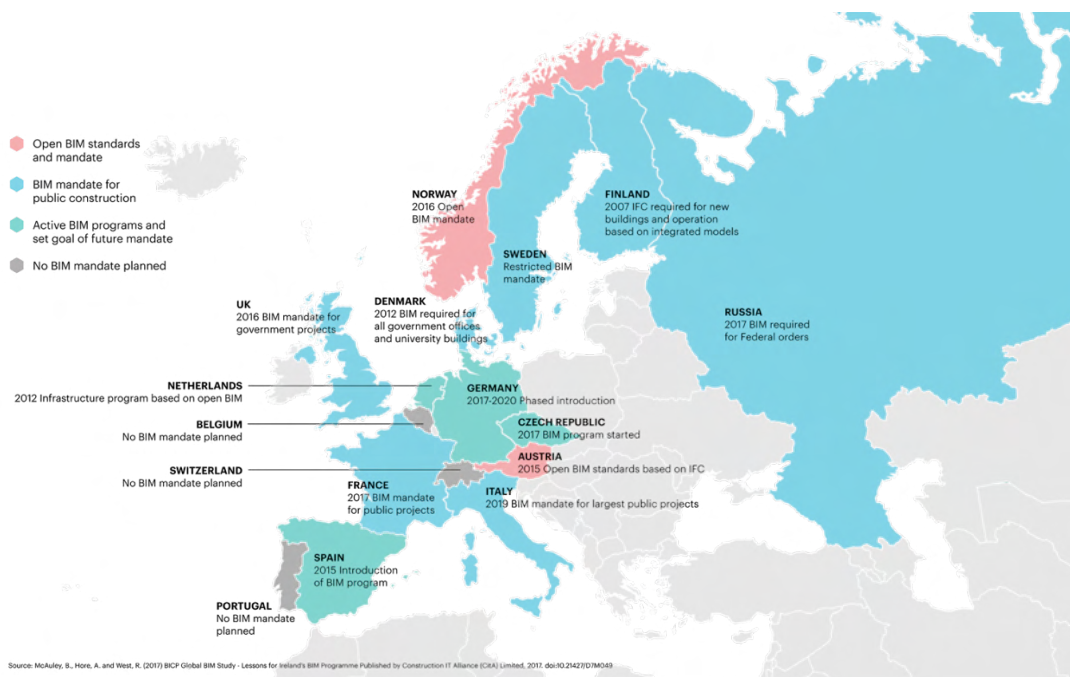 Open BIM standards
and mandate
BIM mandate for
public construction
Active BIM programs and
set goal of future mandate
No BIM mandate planned
NORWAY
2016 Open
BIM mandate
FINLAND
2007 IFC required for new
buildings and operation
based on integrated models
SWEDEN
Restricted BIM
mandate
UK
2016 BIM mandate for
government projects
DENMARK
2012 BIM required for
all government offices
and university buildings
RUSSIA
2017 BIM required
for Federal orders
NETHERLANDS
2012 Infrastructure program based on open BIM
GERMANY
2017-2020 Phased introduction
BELGIUM
No BIM mandate planned
CZECH REPUBLIC
2017 BIM program started
AUSTRIA
2015 Open BIM standards based on IFC
SWITZERLAND
No BIM mandate planned
FRANCE
2017 BIM mandate
for public projects
ITALY
2019 BIM mandate for largest public projects
SPAIN
2015 Introduction
of BIM program
PORTUGAL
No BIM mandate
planned
Source: McAuley, B., Hore, A. and West, R. (2017) BICP Global BIM Study - Lessons for Ireland's BIM Programme Published by Construction IT Alliance (CitA) Limited, 2017. doi:10.21427/D7M049